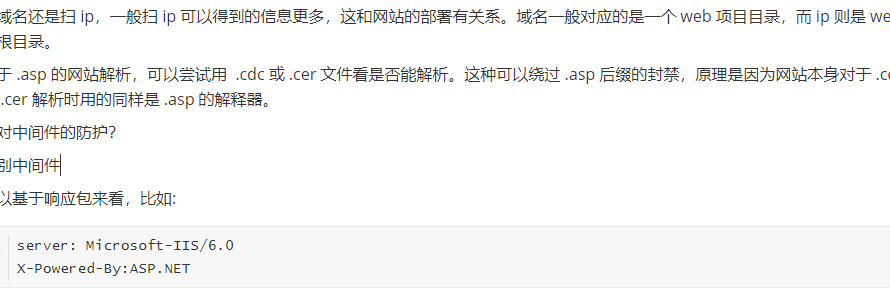 域名还是扫 ip，一般扫 ip 可以得到的信息更多，这和网站的部署有关系。域名一般对应的是一个 web 项目目录，而 ip 则是 we
根目录。
于 .asp 的网站解析，可以尝试用 .cdc 或 .cer 文件看是否能解析。这种可以绕过 .asp 后缀的封禁，原理是因为网站本身对于 .c
.cer 解析时用的同样是 .asp 的解释器。
对中间件的防护？
别中间件
以基于响应包来看，比如:
server: Microsoft-IIS/6.0
X-Powered-By:ASP.NET